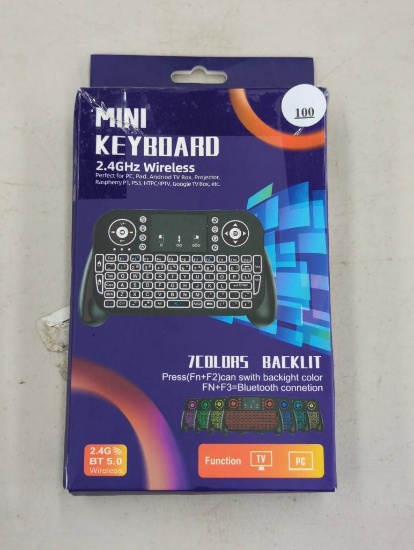 MINI
100
KEYBOARD
2.4GHz Wireless
Perfect for PC, Pad, Andriod TV Box, Projector,
Raspberry P1, PS3, HTPC/IPTV, Google TV Box, etc.
7COLORS BACKLIT
Press(Fn+F2)can swith backight color
FN+F3=Bluetooth connetion
2.4G
BT 5.0
Wireless
Function TV PC